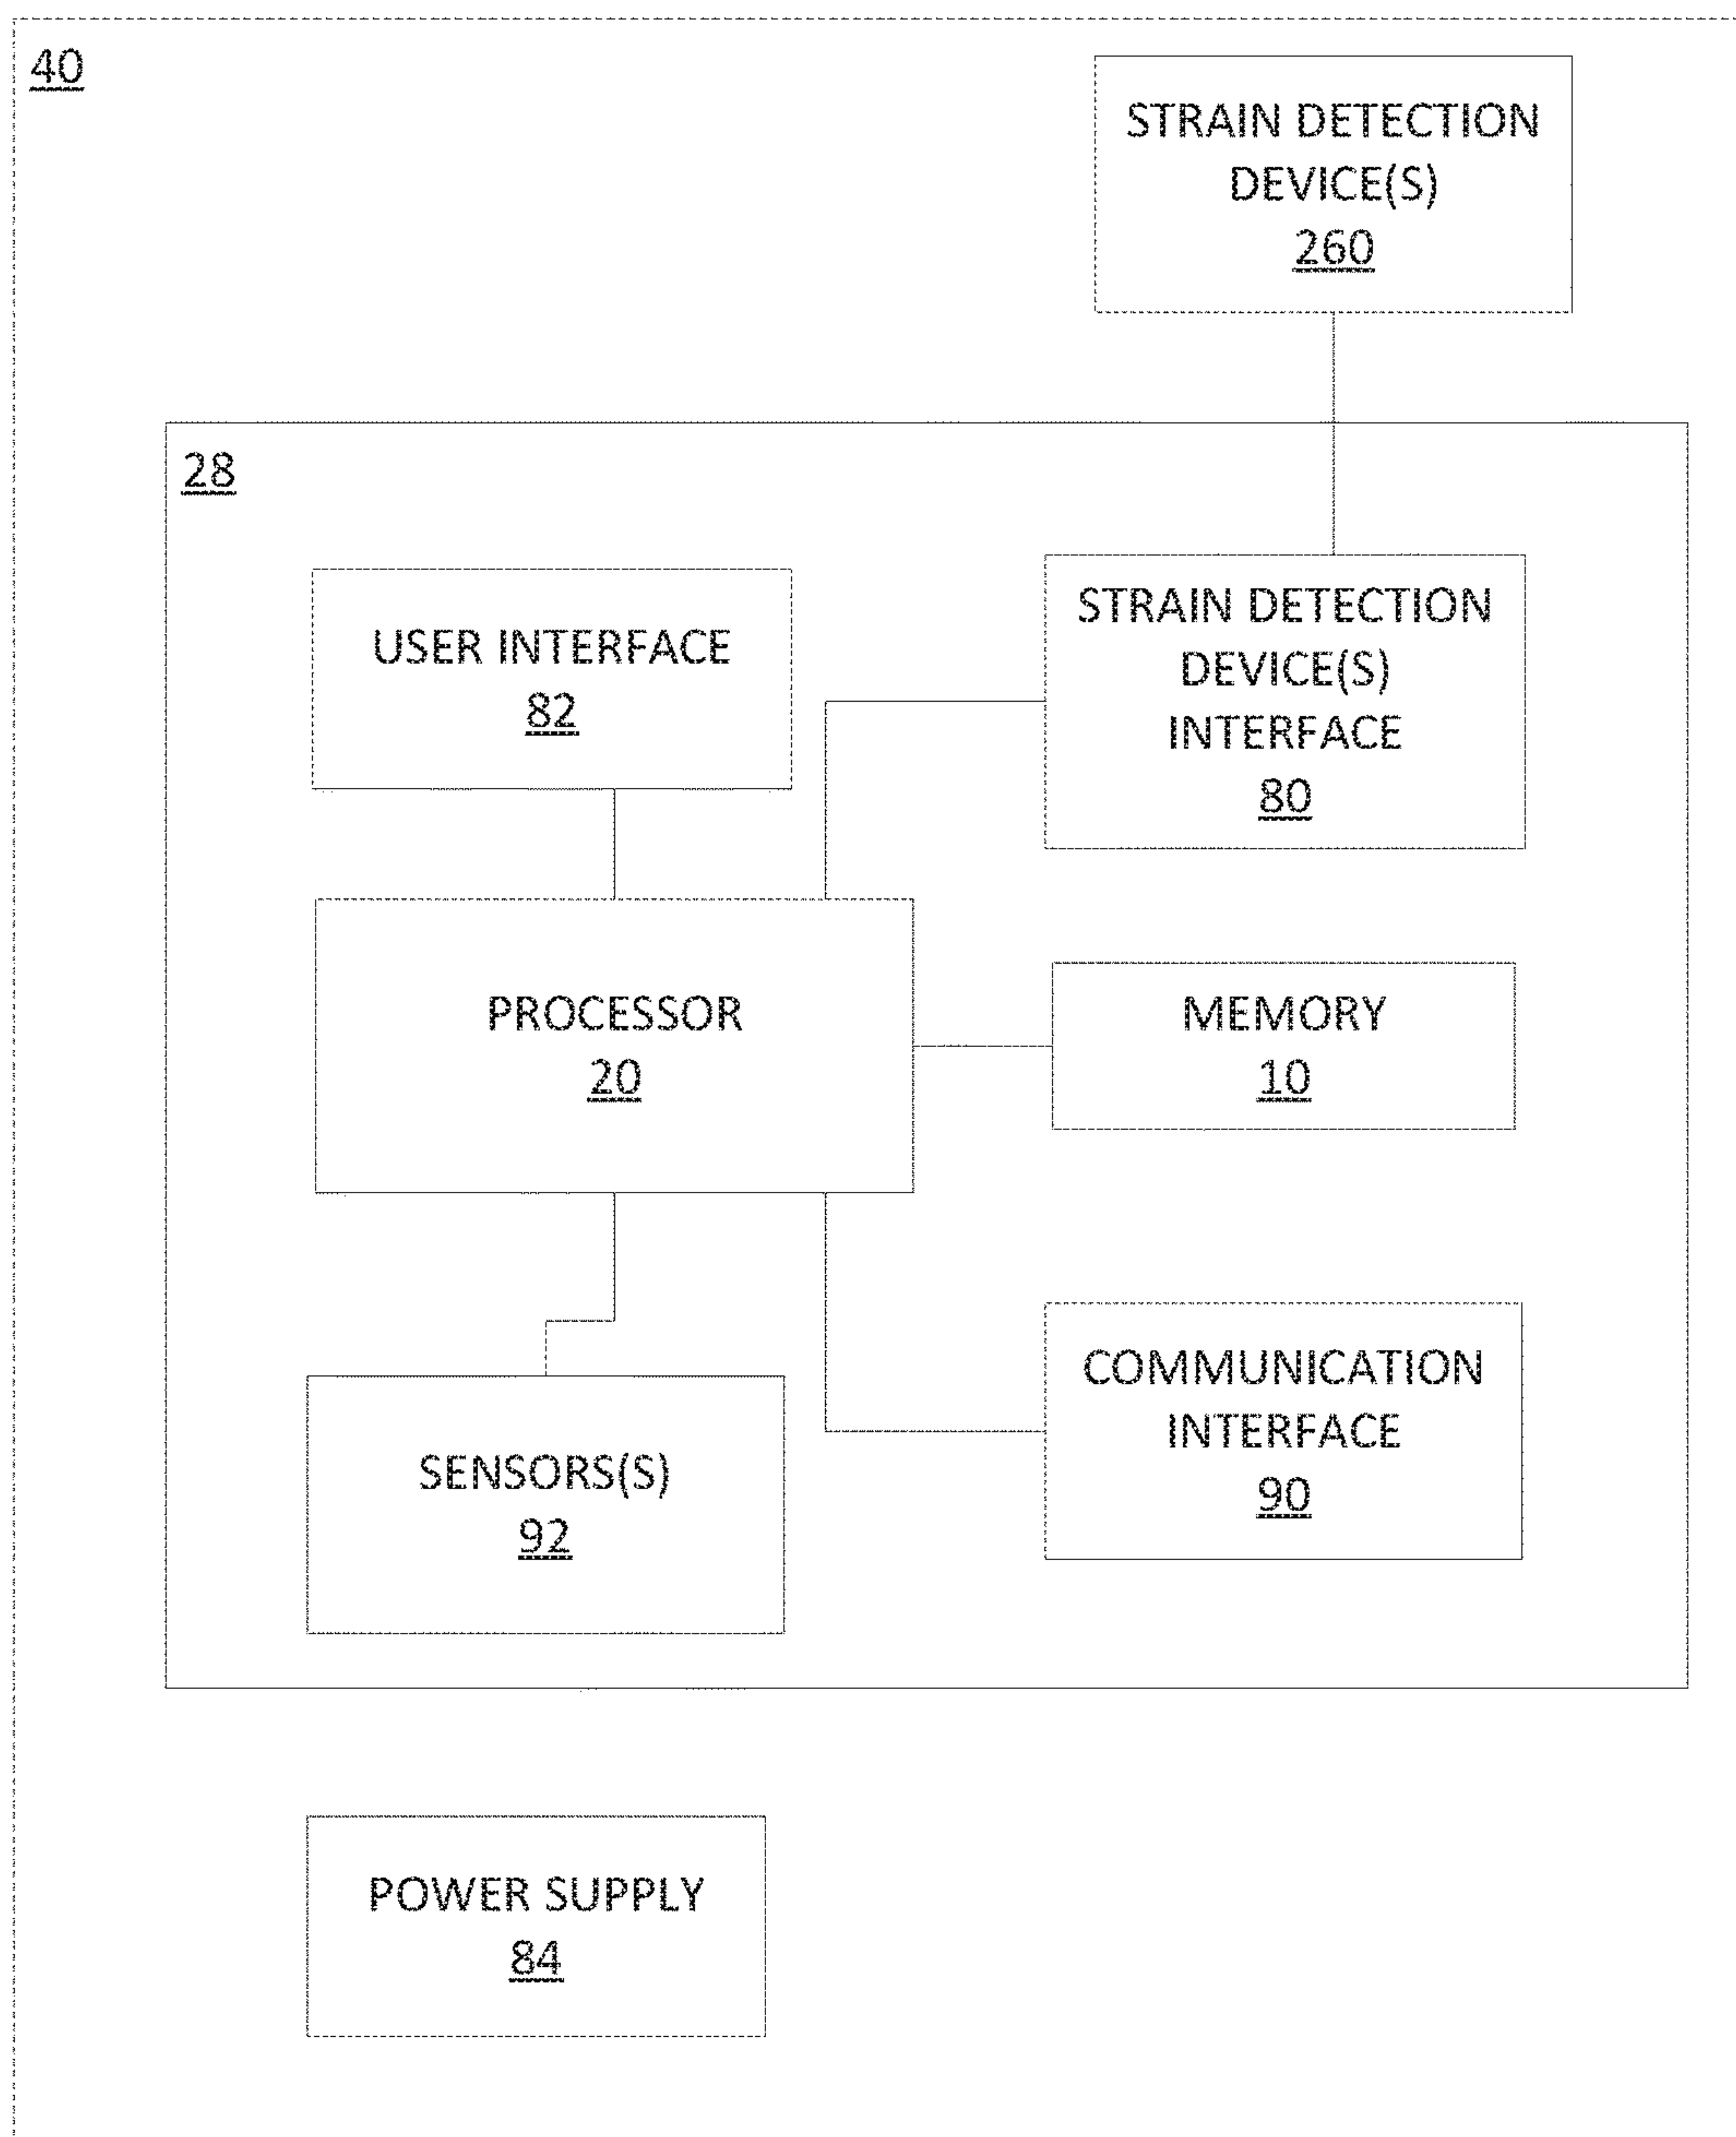 40
STRAIN DETECTION
DEVICE(S)
260
28
USER INTERFACE
82
STRAIN DETECTION
DEVICE(S)
INTERFACE
80
PROCESSOR
20
MEMORY
10
SENSORS(S)
92
COMMUNICATION
INTERFACE
90
POWER SUPPLY
84